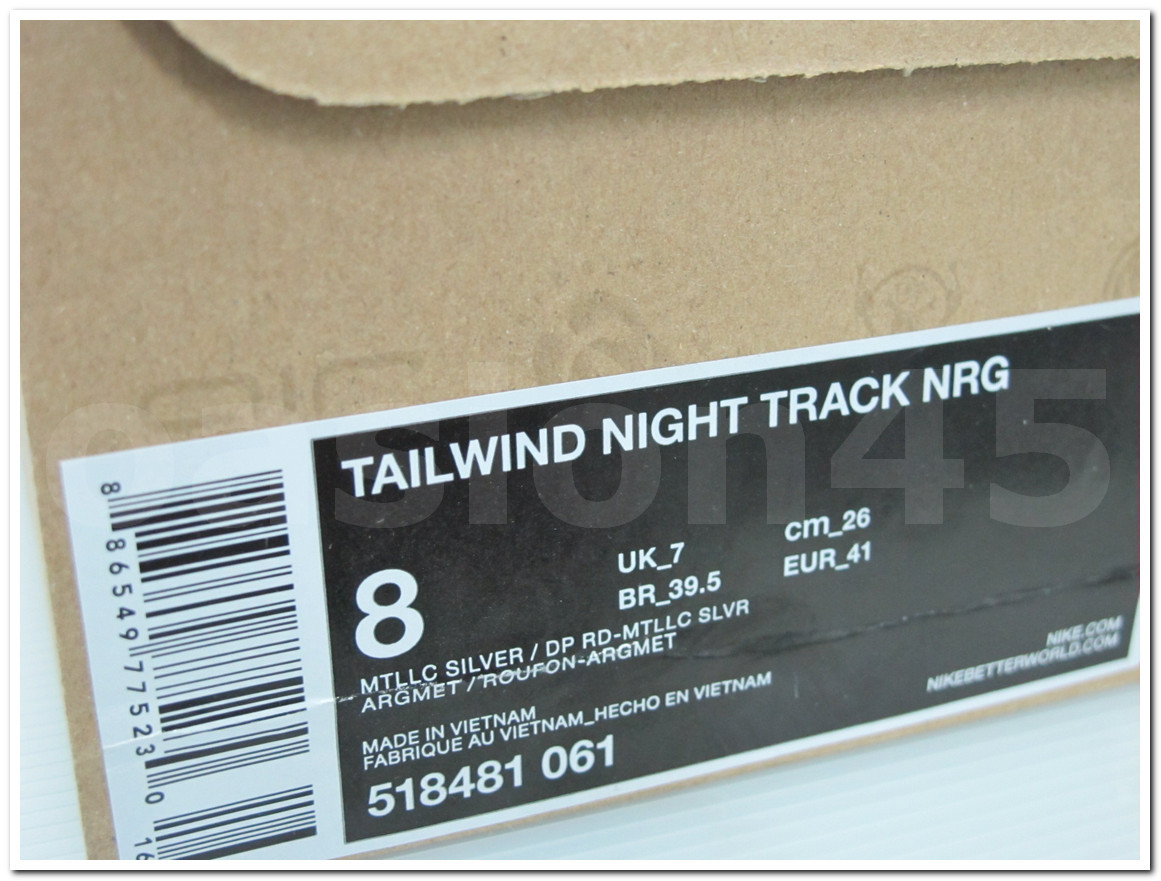 TAILWIND NIGHT TRACK NRG
8
UK_7
cm_26
BR_39.5
EUR_41
MTLLC SILVER / DP RD-MTLLC SLVR
ARGMET / ROUFON-ARGMET
MADE IN VIETNAM
FABRIQUE AU VIETNAM_HECHO EN VIETNAM
518481 061
NIKE.COM
NIKEBETTERWORLD.COM
8 86549 77523 0
16